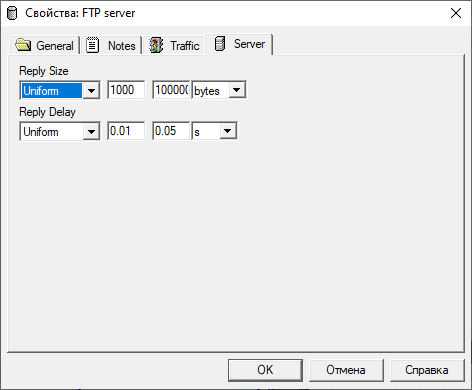 Свойства: FTP server
General Notes Traffic Server
Reply Size
Uniform 1000 100000 bytes
Reply Delay
Uniform 0.01 0.05 s
OK Отмена Справка